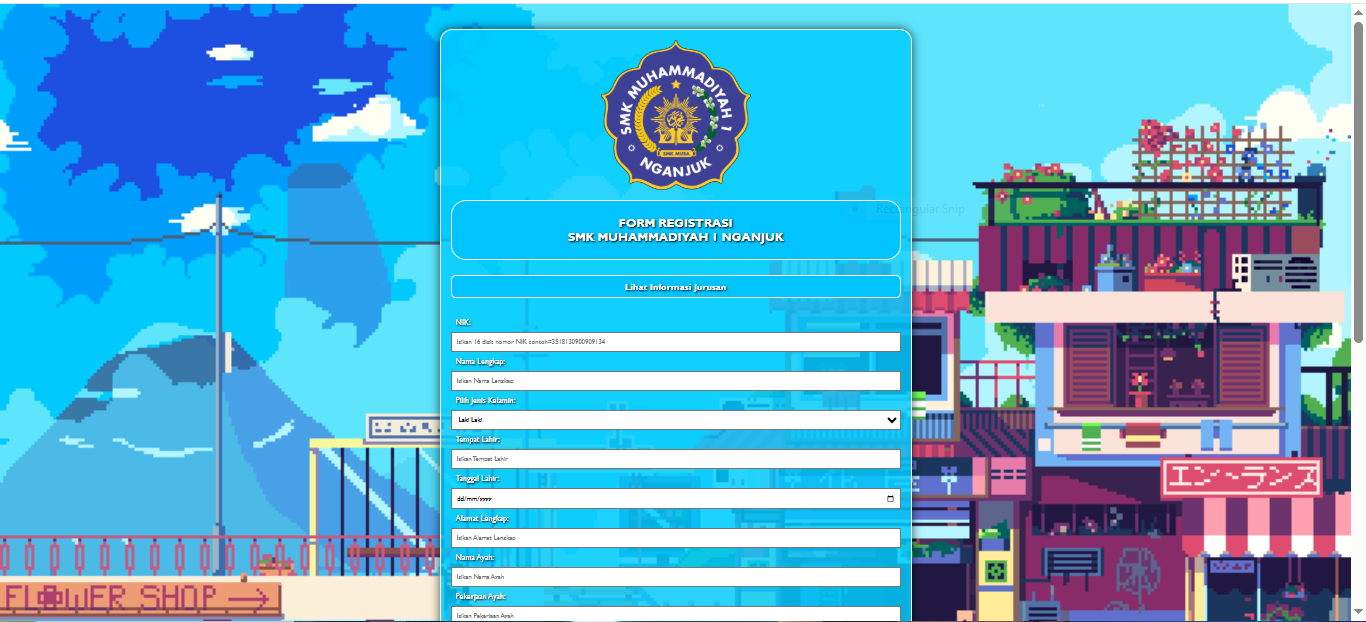 SMK MUHAMMADIYAH 1
SMK MUSA
NGANJUK
FORM REGISTRASI
SMK MUHAMMADIYAH 1 NGANJUK
Rectangular Snip
Lihat Informasi Jurusan
NIK:
Isikan 16 digit nomor NIK contoh=3518130900909134
Nama Lengkap:
Isikan Nama Lengkap
Pilih Jenis Kelamin:
Laki Laki
Tempat Lahir:
Isikan Tempat Lahir
Tanggal Lahir:
dd/mm/yyyy
Alamat Lengkap:
Isikan Alamat Lengkap
Nama Ayah:
Isikan Nama Ayah
Pekerjaan Ayah:
Isikan Pekerjaan Ayah
エントランス
FLOWER SHOP →